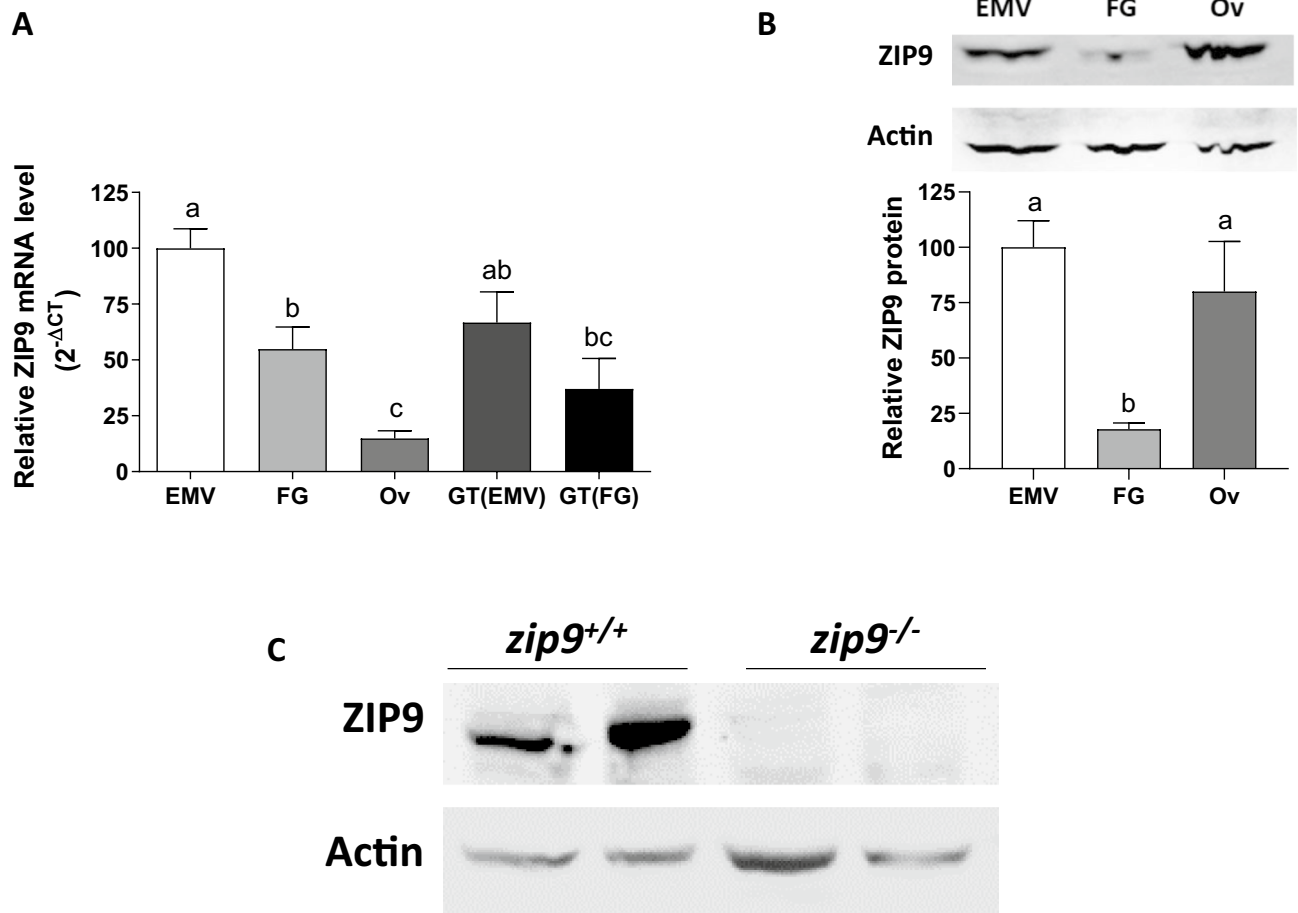 A
Relative ZIP9 mRNA level
(2-ΔCT)
125
100
75
50
25
0
a
b
c
ab
bc
EMV FG Ov GT(EMV) GT(FG)
B
EMV FG Ov
ZIP9
Actin
Relative ZIP9 protein
125
100
75
50
25
0
a
b
a
EMV FG Ov
C
zip9+/+ zip9-/-
ZIP9
Actin